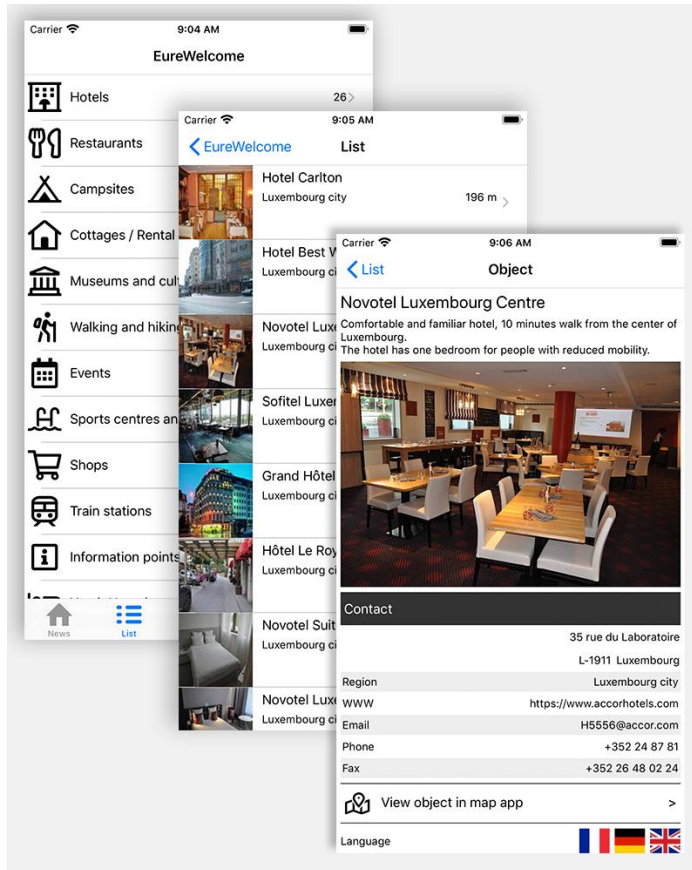 Carrier
9:04 AM
EureWelcome
Hotels
26
Restaurants
Campsites
Cottages / Rental
Museums and cul
Walking and hikin
Events
Sports centres an
Shops
Train stations
Information points
News
List
Carrier
9:05 AM
EureWelcome
List
Hotel Carlton
Luxembourg city
196 m
Hotel Best W
Luxembourg ci
Novotel Luxe
Luxembourg ci
Sofitel Luxer
Luxembourg ci
Grand Hôtel
Luxembourg ci
Hôtel Le Roy
Luxembourg ci
Novotel Suit
Luxembourg ci
Novotel Luxe
Luxembourg ci
Carrier
9:06 AM
List
Object
Novotel Luxembourg Centre
Comfortable and familiar hotel, 10 minutes walk from the center of
Luxembourg.
The hotel has one bedroom for people with reduced mobility.
Contact
35 rue du Laboratoire
L-1911 Luxembourg
Region Luxembourg city
WWW https://www.accorhotels.com
Email H5556@accor.com
Phone +352 24 87 81
Fax +352 26 48 02 24
View object in map app >
Language